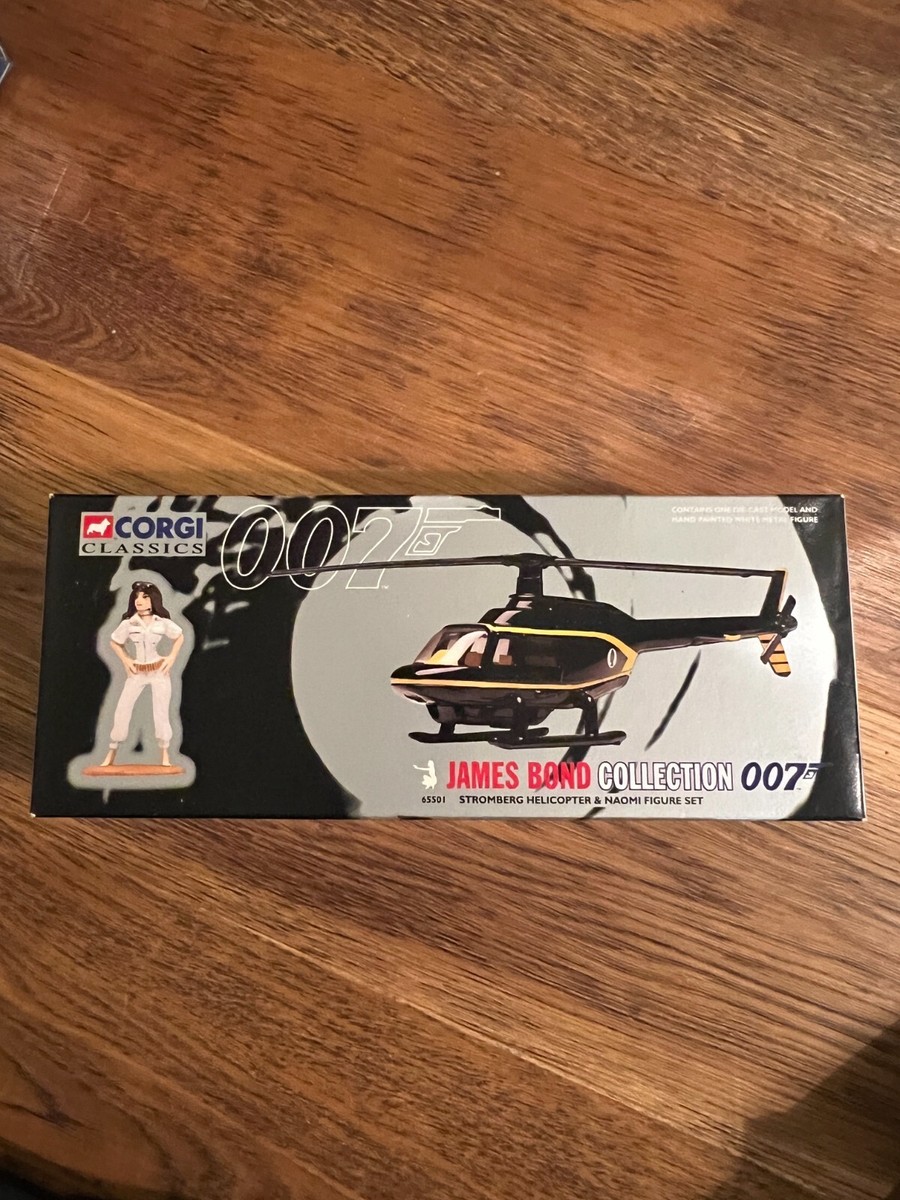 CORGI
CLASSICS
007
CONTAINS ONE DIE-CAST MODEL AND
HAND PAINTED WHITE METAL FIGURE
JAMES BOND COLLECTION 007
65501 STROMBERG HELICOPTER & NAOMI FIGURE SET